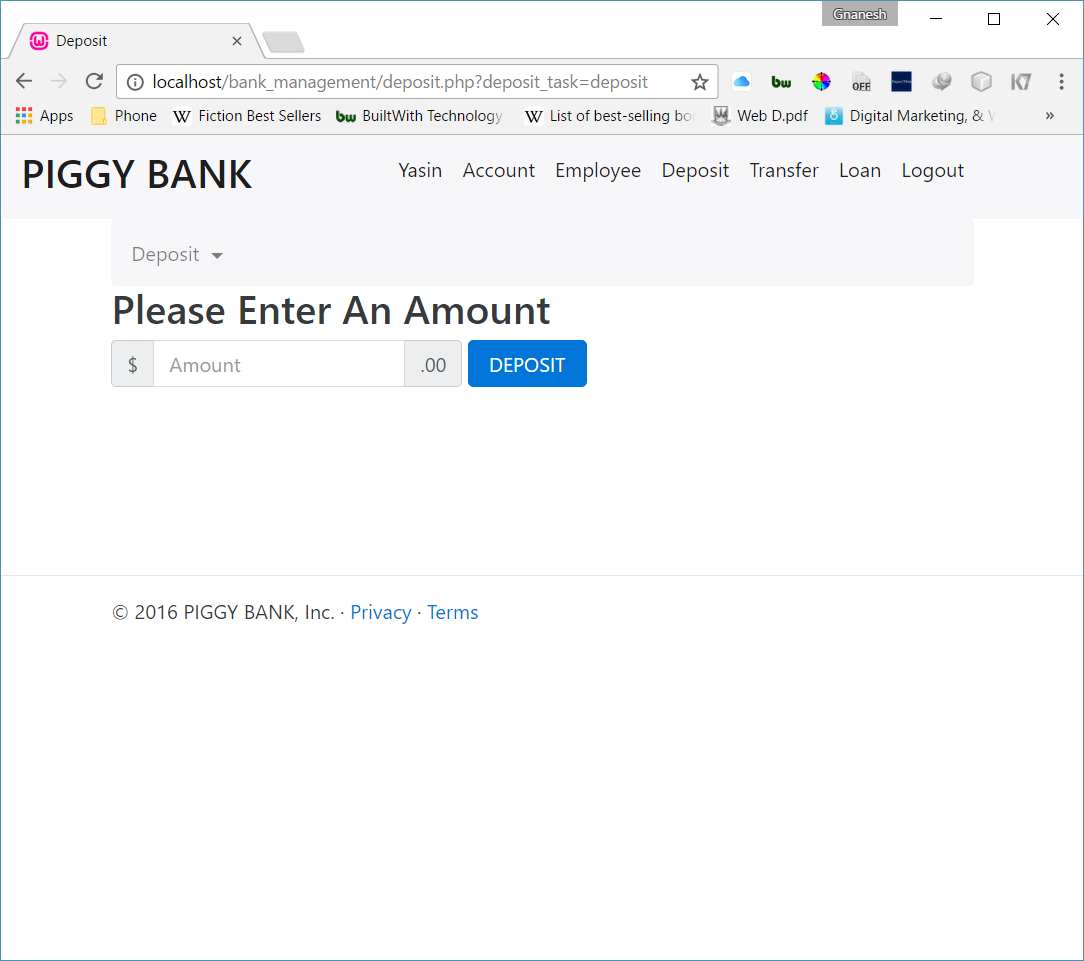 Gnanesh
Deposit
localhost/bank_management/deposit.php?deposit_task=deposit
bw
OFF
K7
Apps Phone W Fiction Best Sellers bw BuiltWith Technology W List of best-selling bo Web D.pdf 8 Digital Marketing, & »
PIGGY BANK Yasin Account Employee Deposit Transfer Loan Logout
Deposit
Please Enter An Amount
$ Amount .00 DEPOSIT
© 2016 PIGGY BANK, Inc. · Privacy · Terms